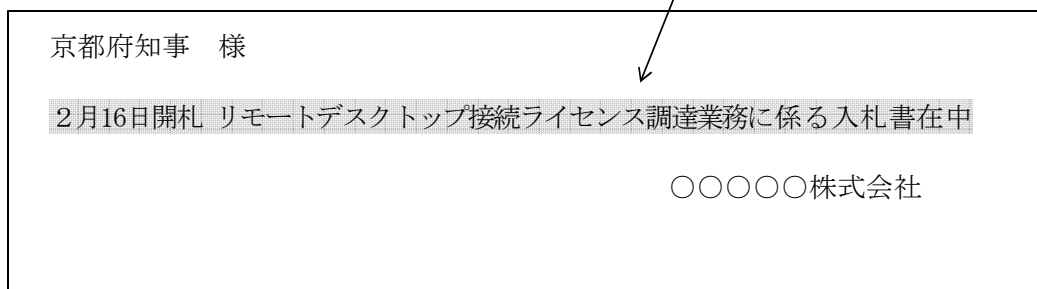 京都府知事　様
２月16日開札 リモートデスクトップ接続ライセンス調達業務に係る入札書在中
○○○○○株式会社